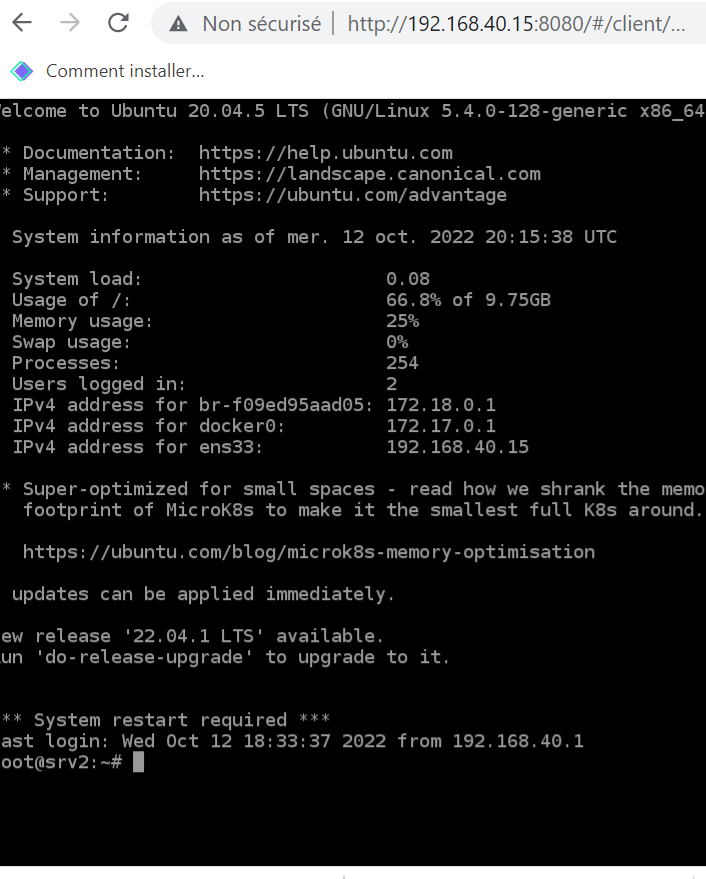 Non sécurisé | http://192.168.40.15:8080/#/client/...
Comment installer...
elcome to Ubuntu 20.04.5 LTS (GNU/Linux 5.4.0-128-generic x86_64
* Documentation: https://help.ubuntu.com
* Management: https://landscape.canonical.com
* Support: https://ubuntu.com/advantage
System information as of mer. 12 oct. 2022 20:15:38 UTC
System load: 0.08
Usage of /: 66.8% of 9.75GB
Memory usage: 25%
Swap usage: 0%
Processes: 254
Users logged in: 2
IPv4 address for br-f09ed95aad05: 172.18.0.1
IPv4 address for docker0: 172.17.0.1
IPv4 address for ens33: 192.168.40.15
* Super-optimized for small spaces - read how we shrank the memo
footprint of MicroK8s to make it the smallest full K8s around.
https://ubuntu.com/blog/microk8s-memory-optimisation
updates can be applied immediately.
ew release '22.04.1 LTS' available.
un 'do-release-upgrade' to upgrade to it.
** System restart required ***
ast login: Wed Oct 12 18:33:37 2022 from 192.168.40.1
oot@srv2:~#